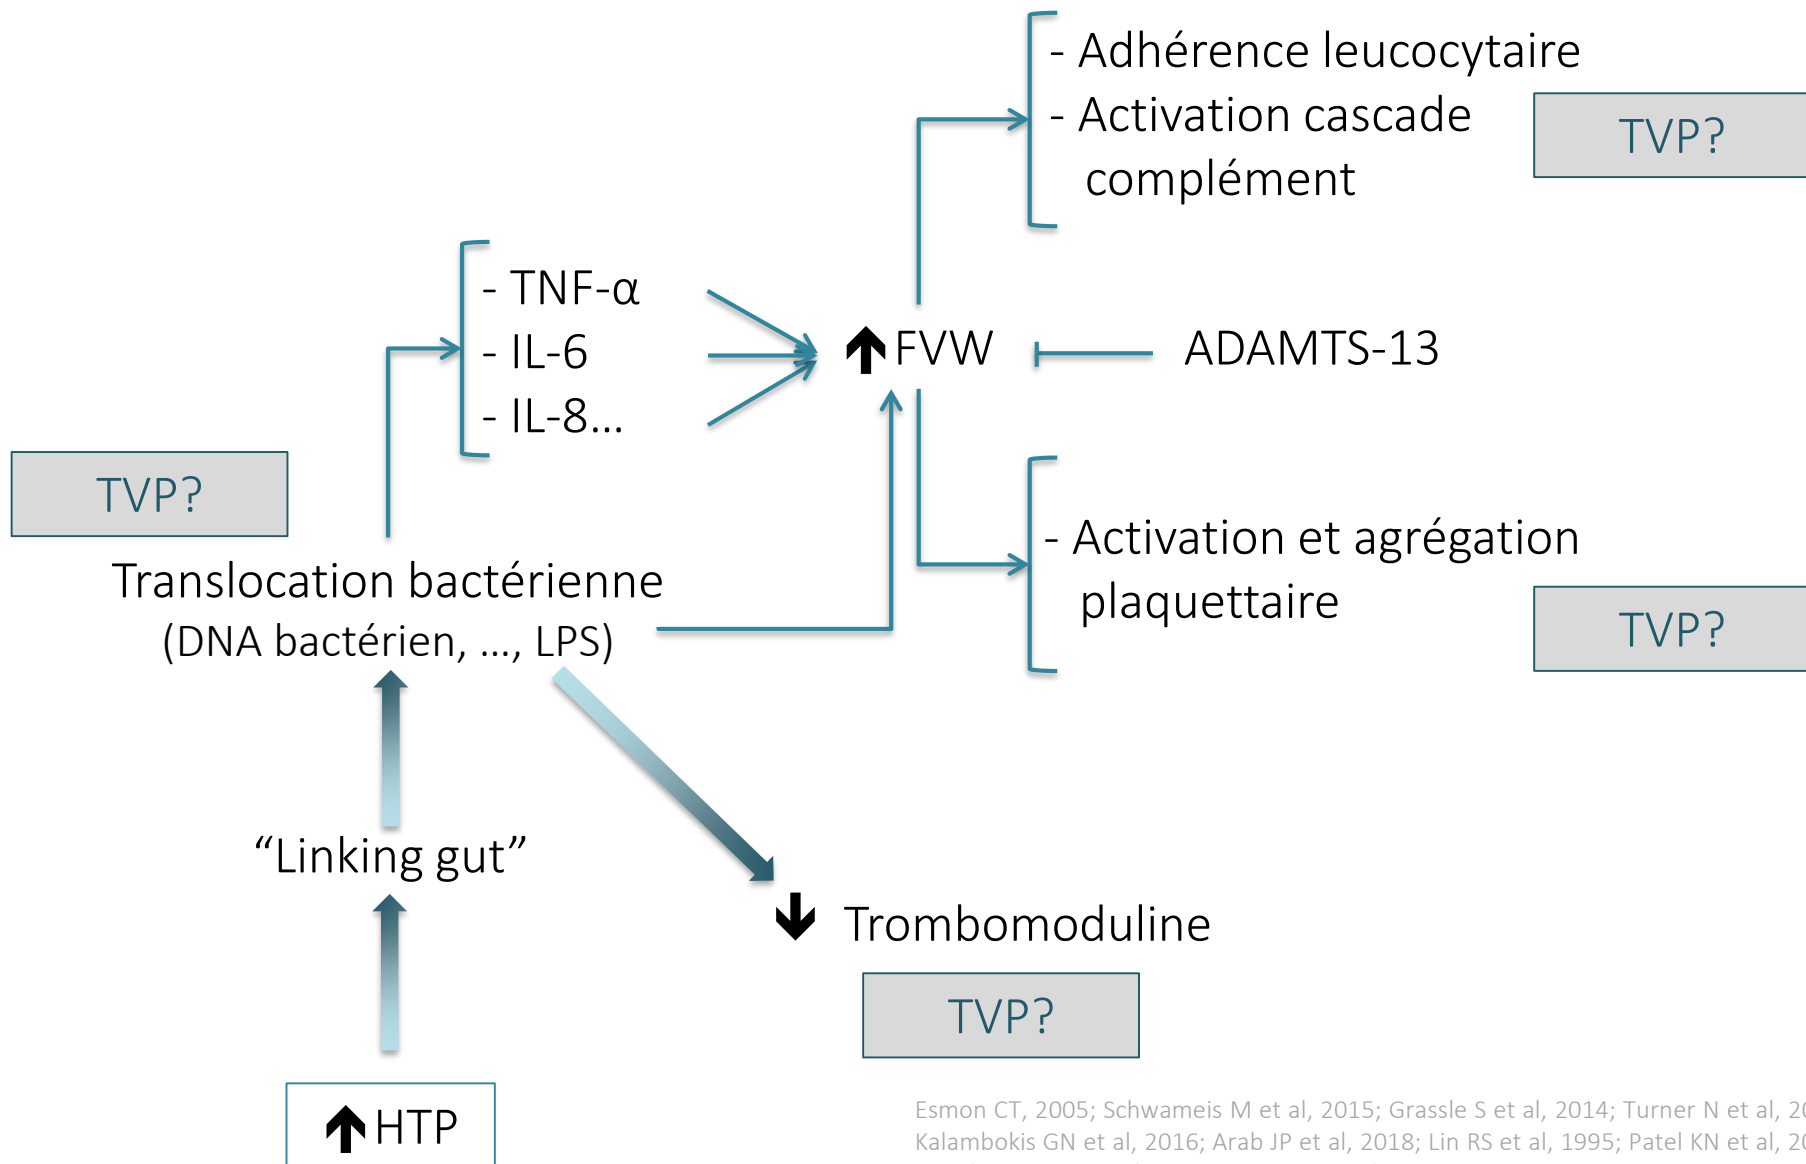 - Adhérence leucocytaire
- Activation cascade
complément
TVP?
- TNF-α
- IL-6
- IL-8...
FVW
ADAMTS-13
TVP?
Translocation bactérienne
(DNA bactérien, ..., LPS)
- Activation et agrégation
plaquettaire
TVP?
“Linking gut”
Trombomoduline
TVP?
HTP
Esmon CT, 2005; Schwameis M et al, 2015; Grassle S et al, 2014; Turner N et al,
Kalambokis GN et al, 2016; Arab JP et al, 2018; Lin RS et al, 1995; Patel KN et al,